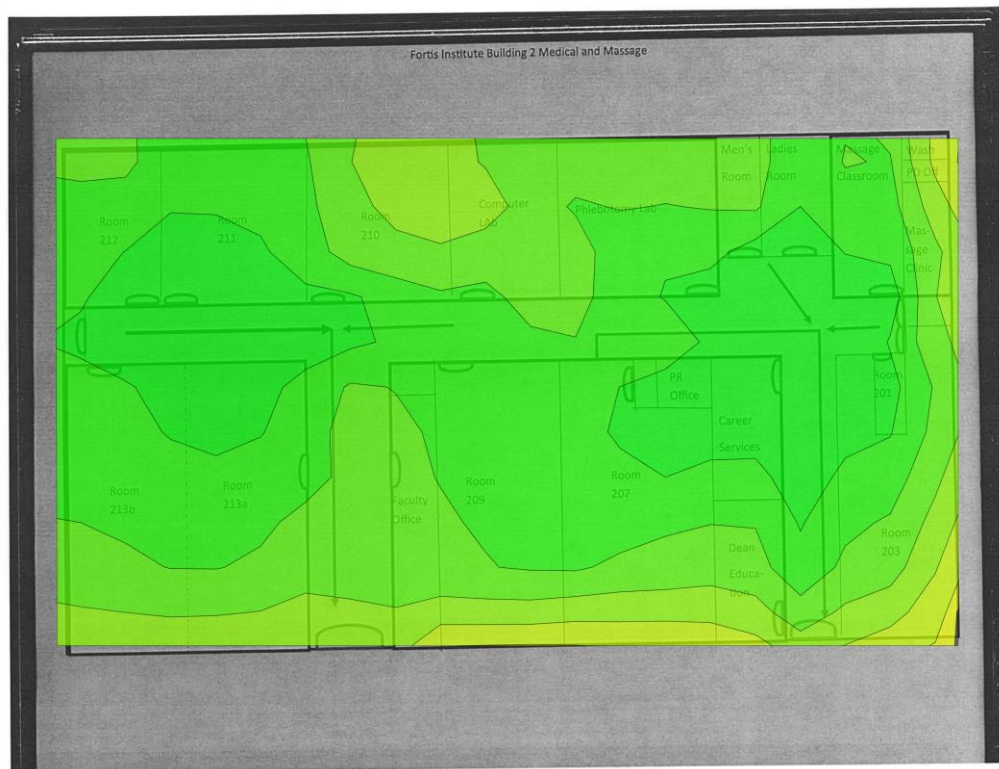 Fortis Institute Building 2 Medical and Massage
Men's
Room
Ladies
Room
Massage
Classroom
Wash
PD Off
Room
212
Room
211
Room
210
Computer
LAb
Phlebotomy Lab
Mas-
sage
Clinic
PR
Office
Room
201
Career
Services
Room
213b
Room
213a
Faculty
Office
Room
209
Room
207
Dean
Educa-
tion
Room
203